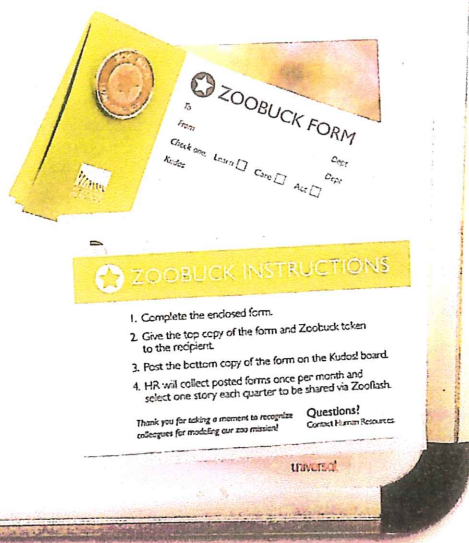 ZOOBUCK FORM
To
From Dept
Check one Learn Care Act Dept
Kudos
ZOOBUCK INSTRUCTIONS
1. Complete the enclosed form.
2. Give the top copy of the form and Zoobuck token
to the recipient.
3. Post the bottom copy of the form on the Kudos! board.
4. HR will collect posted forms once per month and
select one story each quarter to be shared via Zooflash.
Thank you for taking a moment to recognize
colleagues for modeling our zoo mission!
Questions?
Contact Human Resources.
universal